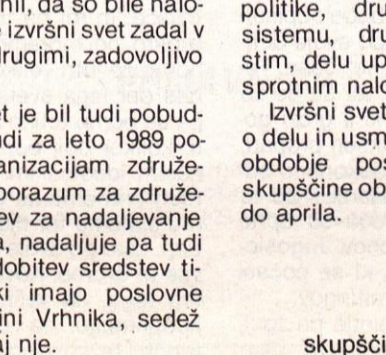 nil, da so bile nalo-
izvršni svet zadal v
drugimi, zadovoljivo
et je bil tudi pobud-
udi za leto 1989 po-
anizacijam združe-
porazum za združe-
ev za nadaljevanje
a, nadaljuje pa tudi
dobitev sredstev ti-
ki imajo poslovne
ini Vrhnika, sedež
aj nje.
politike, dru
sistemu, dru
stim, delu up
sprotnim nalo
Izvršni svet
o delu in usm
obdobje pos
skupščine ob
do aprila.
skupšči